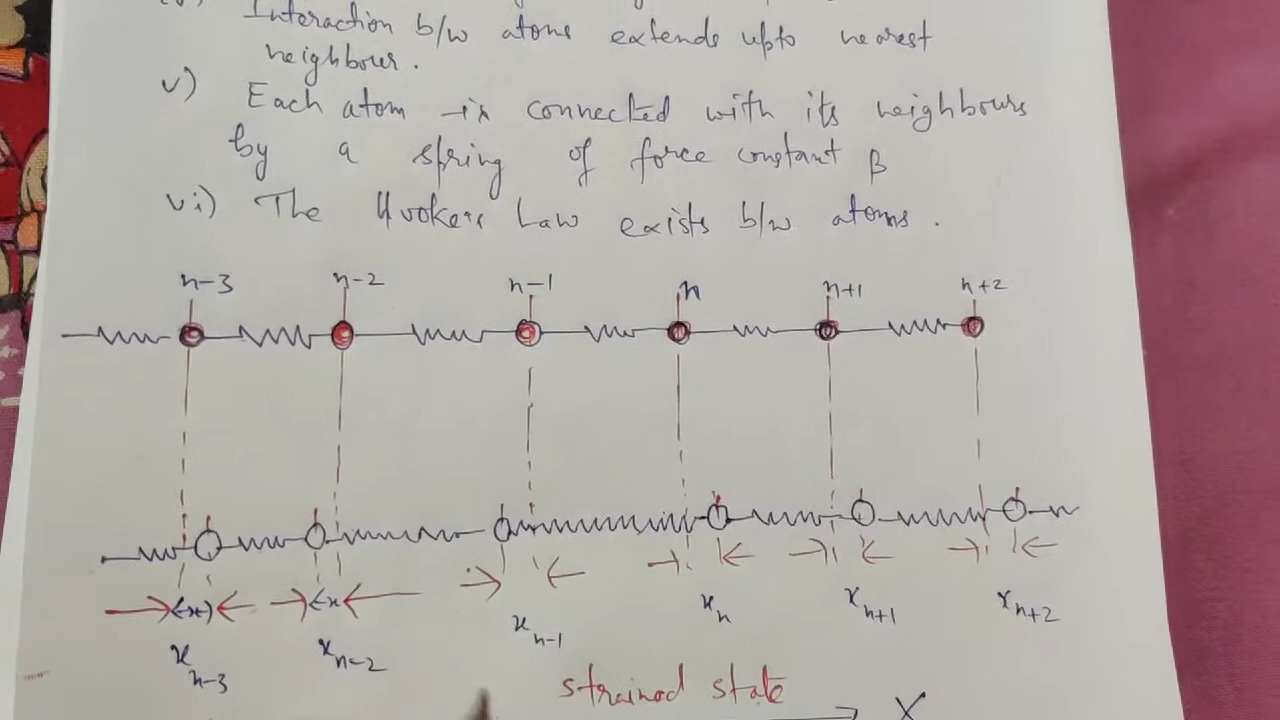 Interaction b/w atoms extends upto nearest
neighbour.
v) Each atom is connected with its neighbours
by a spring of force constant β
vi) The Hookers Law exists b/w atoms.
n-3 n-2 n-1 n n+1 n+2
(x) x
x n-3 x n-2 x n-1 x n x n+1 x n+2
strained state
X